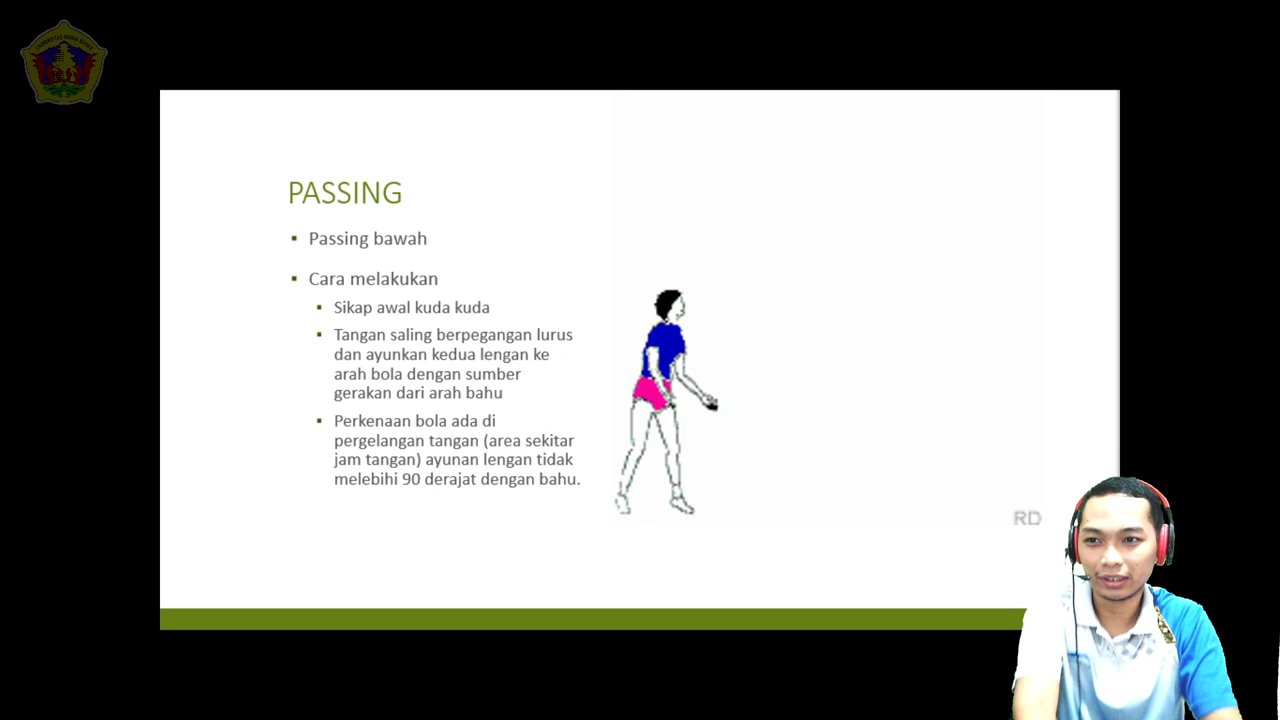 PASSING
Passing bawah
Cara melakukan
Sikap awal kuda kuda
Tangan saling berpegangan lurus
dan ayunkan kedua lengan ke
arah bola dengan sumber
gerakan dari arah bahu
Perkenaan bola ada di
pergelangan tangan (area sekitar
jam tangan) ayunan lengan tidak
melebihi 90 derajat dengan bahu.
RD